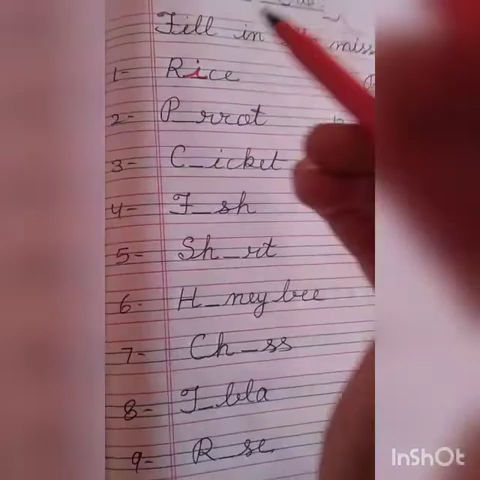 Fill in miss
1- Rice
2- P_rrot
3- C_icket
4- F_sh
5- Sh_rt
6- H_neybee
7- Ch_ss
8- T_bla
9- R_se
InShOt